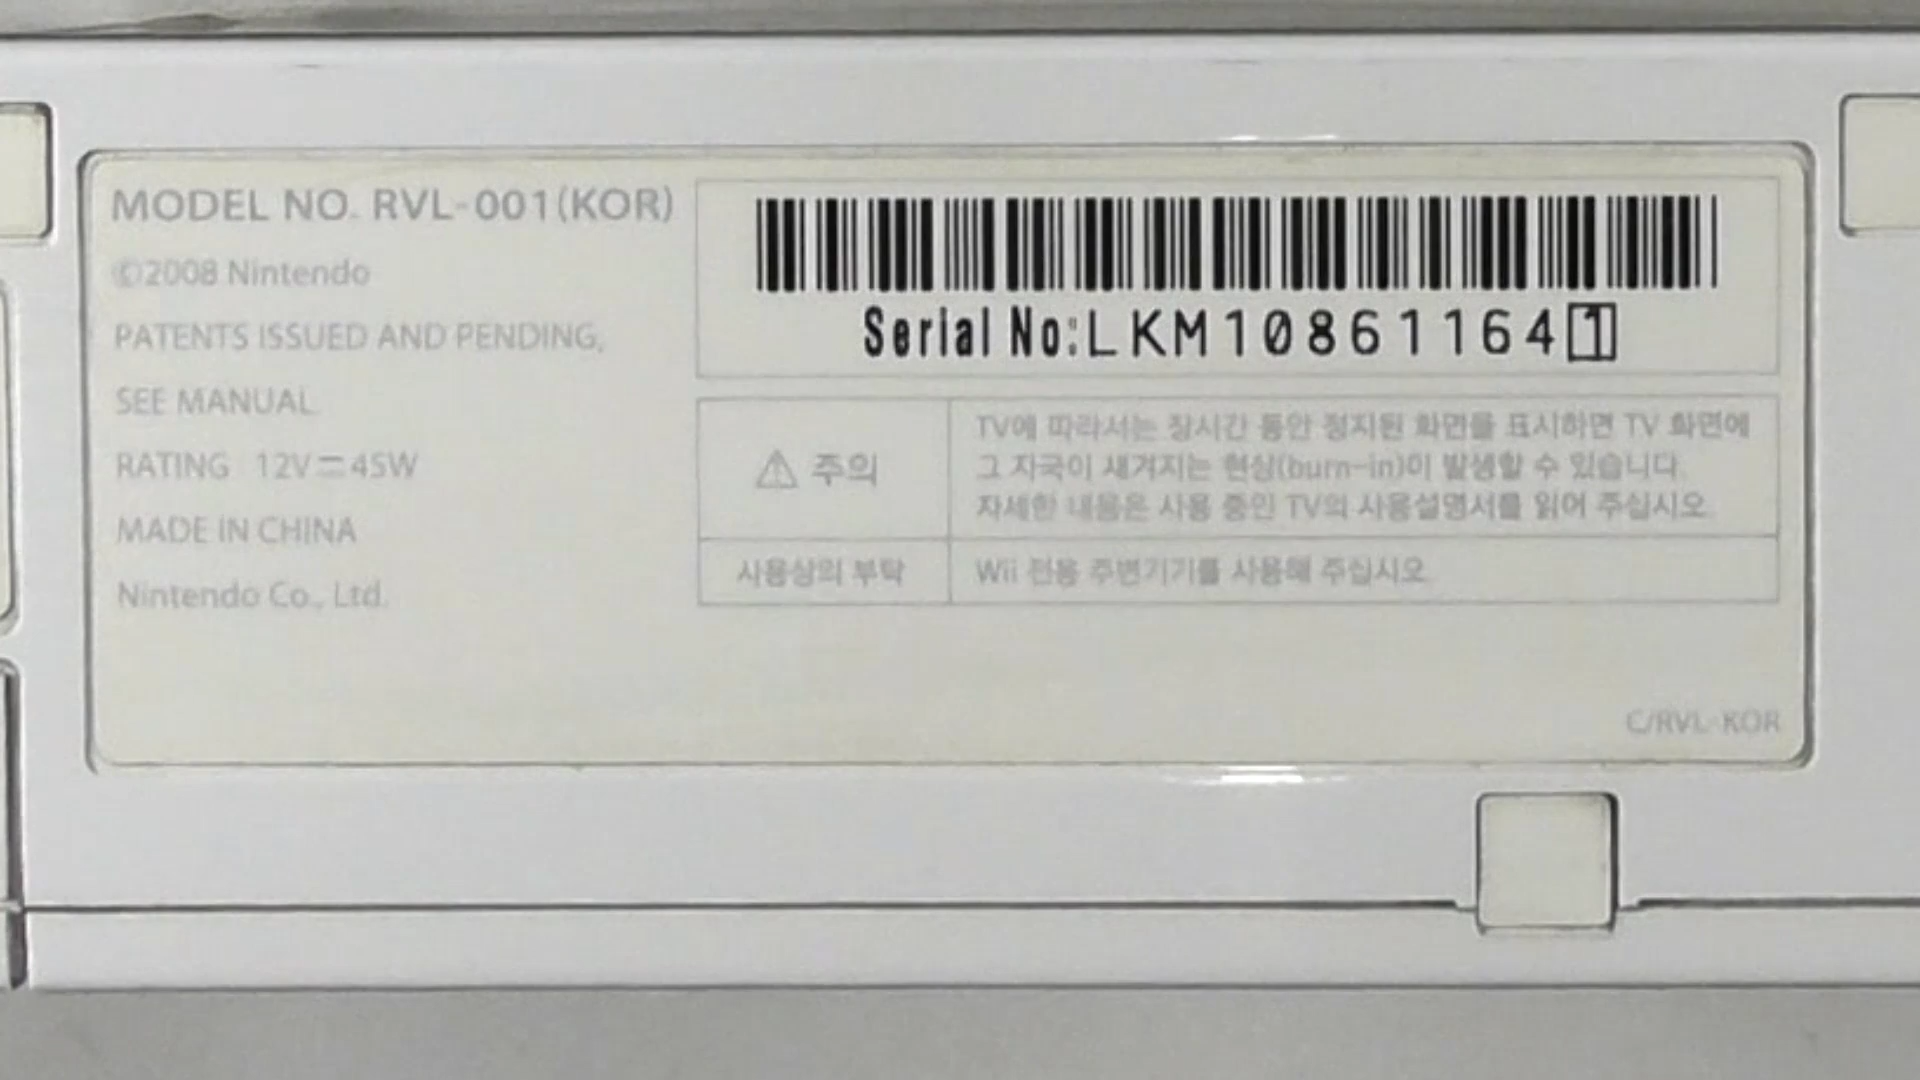 MODEL NO. RVL-001(KOR)
©2008 Nintendo
PATENTS ISSUED AND PENDING,
SEE MANUAL
RATING 12V⎓45W
MADE IN CHINA
Nintendo Co., Ltd.
Serial No:LKM108611641
⚠ 주의
TV에 따라서는 장시간 동안 정지된 화면을 표시하면 TV 화면에
그 자국이 새겨지는 현상(burn-in)이 발생할 수 있습니다.
자세한 내용은 사용 중인 TV의 사용설명서를 읽어 주십시오.
사용상의 부탁
Wii 전용 주변기기를 사용해 주십시오.
C/RVL-KOR